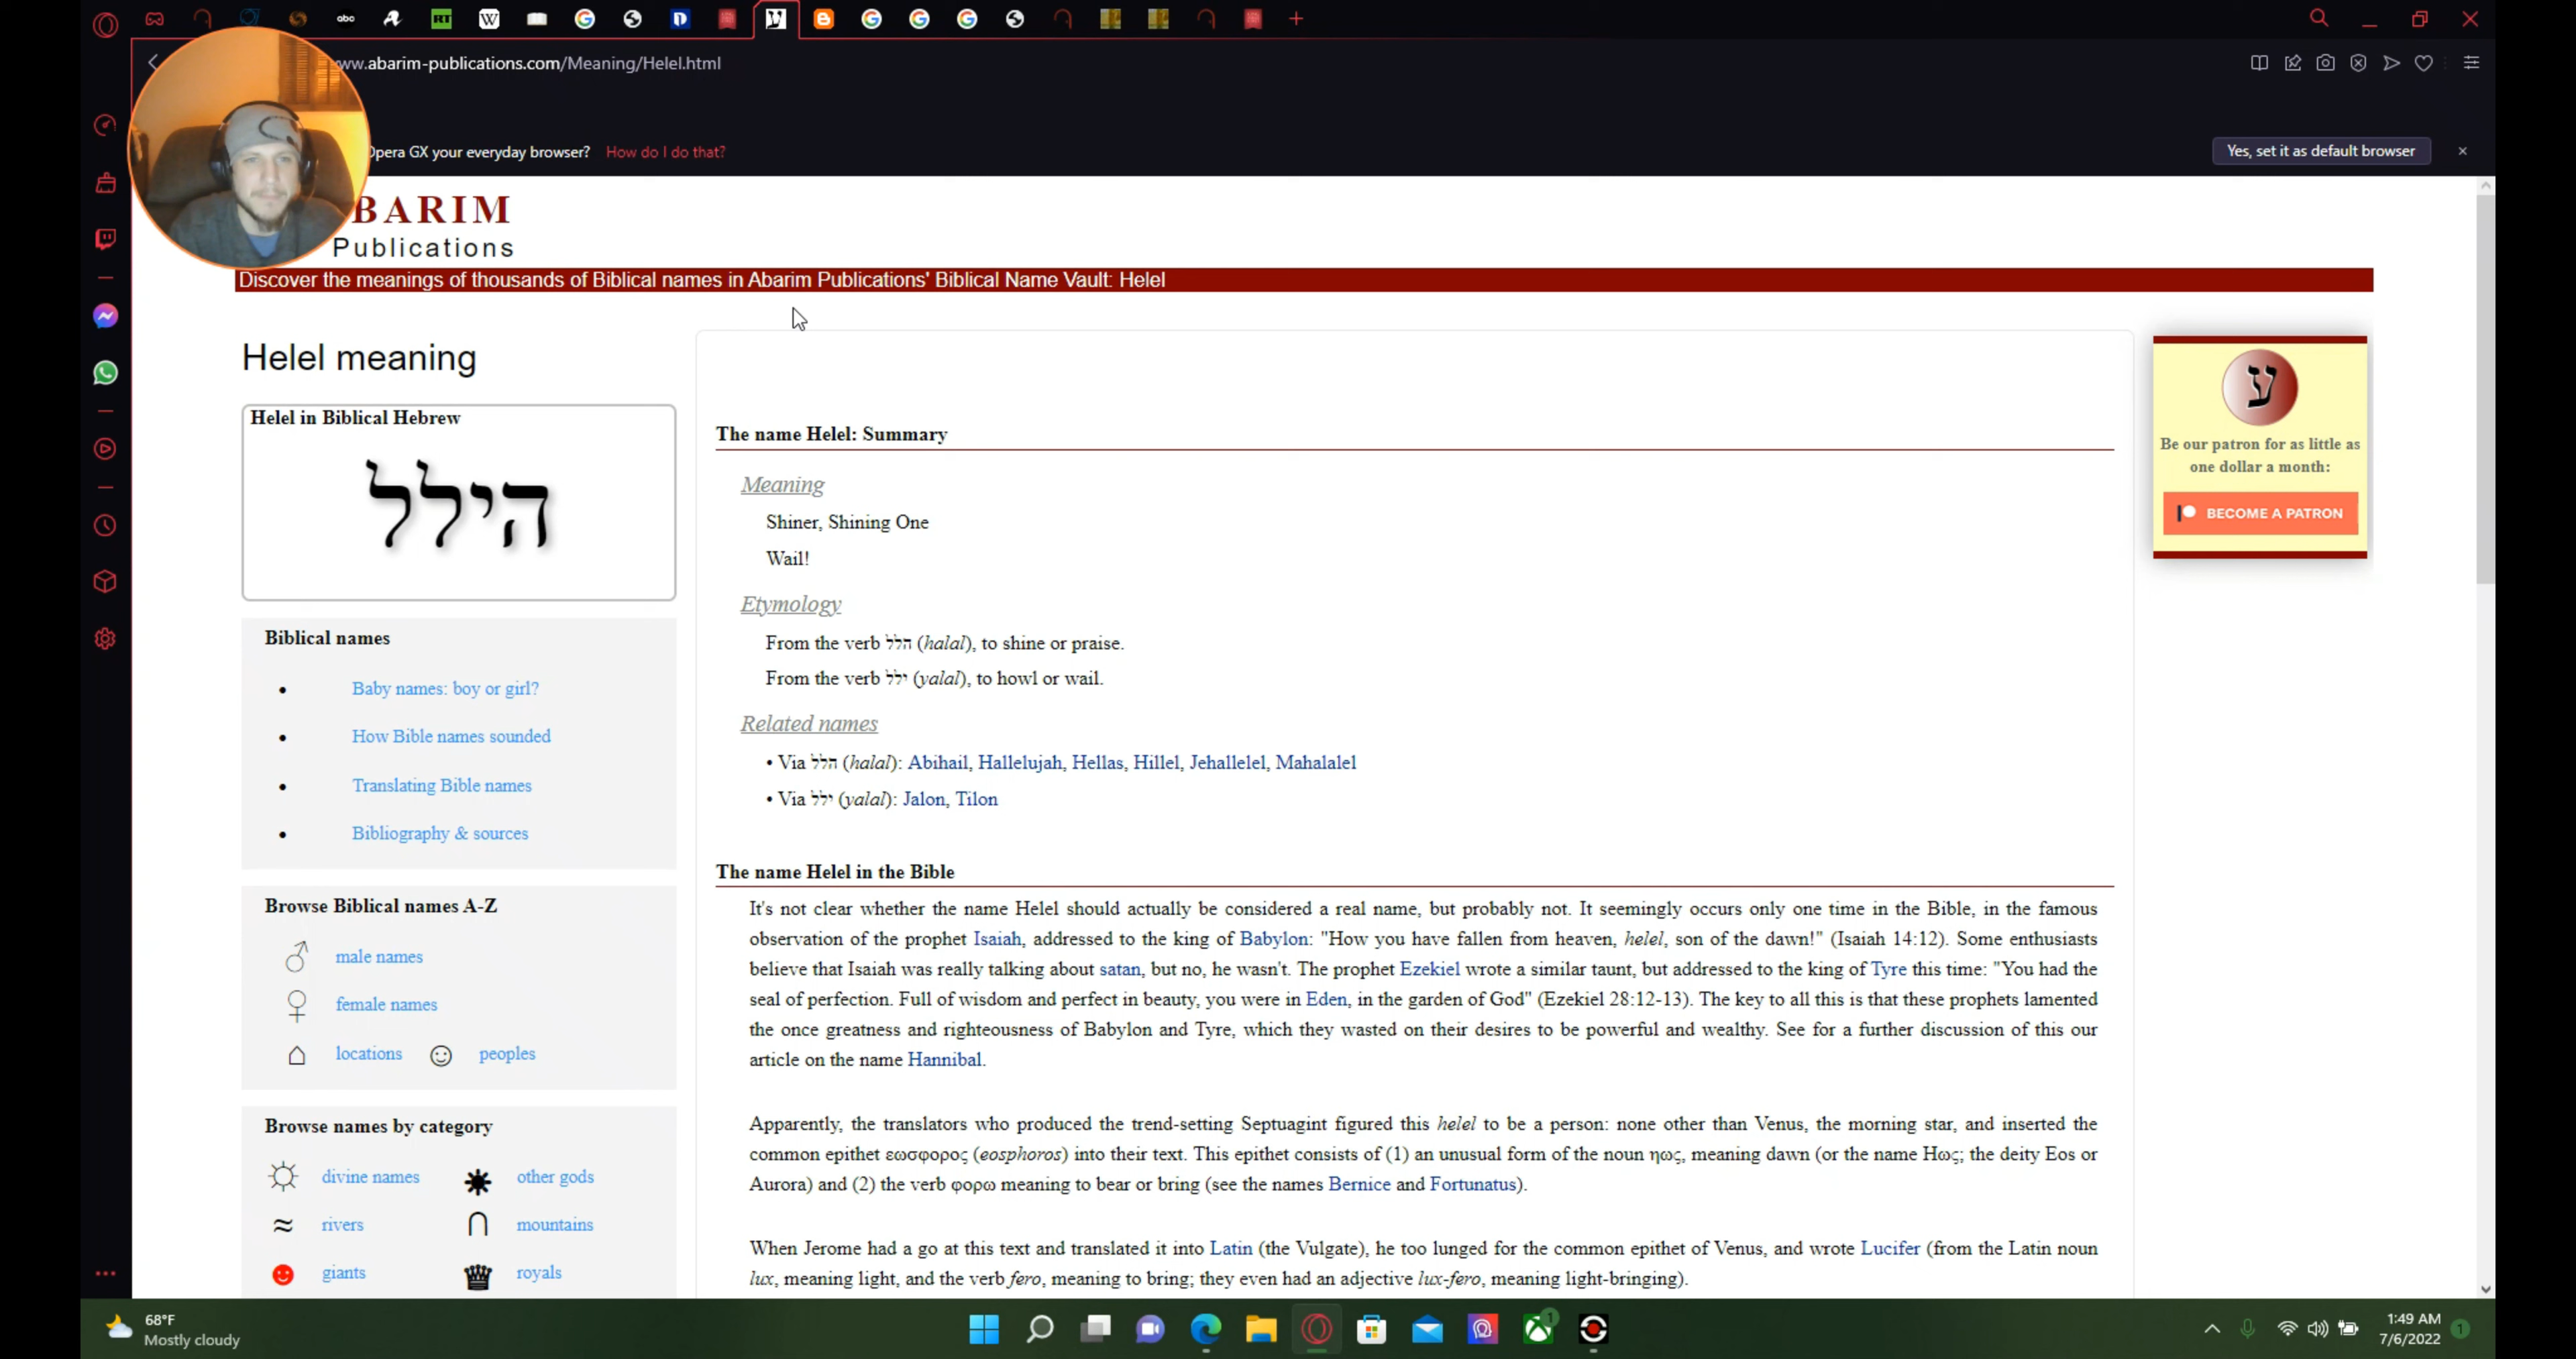 www.abarim-publications.com/Meaning/Helel.html
Opera GX your everyday browser? How do I do that?
Yes, set it as default browser
BARIM
Publications
Discover the meanings of thousands of Biblical names in Abarim Publications' Biblical Name Vault: Helel
Helel meaning
Helel in Biblical Hebrew
הילל
Biblical names
• Baby names: boy or girl?
• How Bible names sounded
• Translating Bible names
• Bibliography & sources
Browse Biblical names A-Z
male names
female names
locations peoples
Browse names by category
divine names other gods
rivers mountains
giants royals
The name Helel: Summary
Meaning
Shiner, Shining One
Wail!
Etymology
From the verb הלל (halal), to shine or praise.
From the verb ילל (yalal), to howl or wail.
Related names
• Via הלל (halal): Abihail, Hallelujah, Hellas, Hillel, Jehallelel, Mahalalel
• Via ילל (yalal): Jalon, Tilon
The name Helel in the Bible
It's not clear whether the name Helel should actually be considered a real name, but probably not. It seemingly occurs only one time in the Bible, in the famous
observation of the prophet Isaiah, addressed to the king of Babylon: "How you have fallen from heaven, helel, son of the dawn!" (Isaiah 14:12). Some enthusiasts
believe that Isaiah was really talking about satan, but no, he wasn't. The prophet Ezekiel wrote a similar taunt, but addressed to the king of Tyre this time: "You had the
seal of perfection. Full of wisdom and perfect in beauty, you were in Eden, in the garden of God" (Ezekiel 28:12-13). The key to all this is that these prophets lamented
the once greatness and righteousness of Babylon and Tyre, which they wasted on their desires to be powerful and wealthy. See for a further discussion of this our
article on the name Hannibal.
Apparently, the translators who produced the trend-setting Septuagint figured this helel to be a person: none other than Venus, the morning star, and inserted the
common epithet εωσφορος (eosphoros) into their text. This epithet consists of (1) an unusual form of the noun ηως, meaning dawn (or the name Ηως; the deity Eos or
Aurora) and (2) the verb φορω meaning to bear or bring (see the names Bernice and Fortunatus).
When Jerome had a go at this text and translated it into Latin (the Vulgate), he too lunged for the common epithet of Venus, and wrote Lucifer (from the Latin noun
lux, meaning light, and the verb fero, meaning to bring; they even had an adjective lux-fero, meaning light-bringing).
ע
Be our patron for as little as
one dollar a month:
BECOME A PATRON
68°F
Mostly cloudy
1:49 AM
7/6/2022
1
1
abc
RT
W